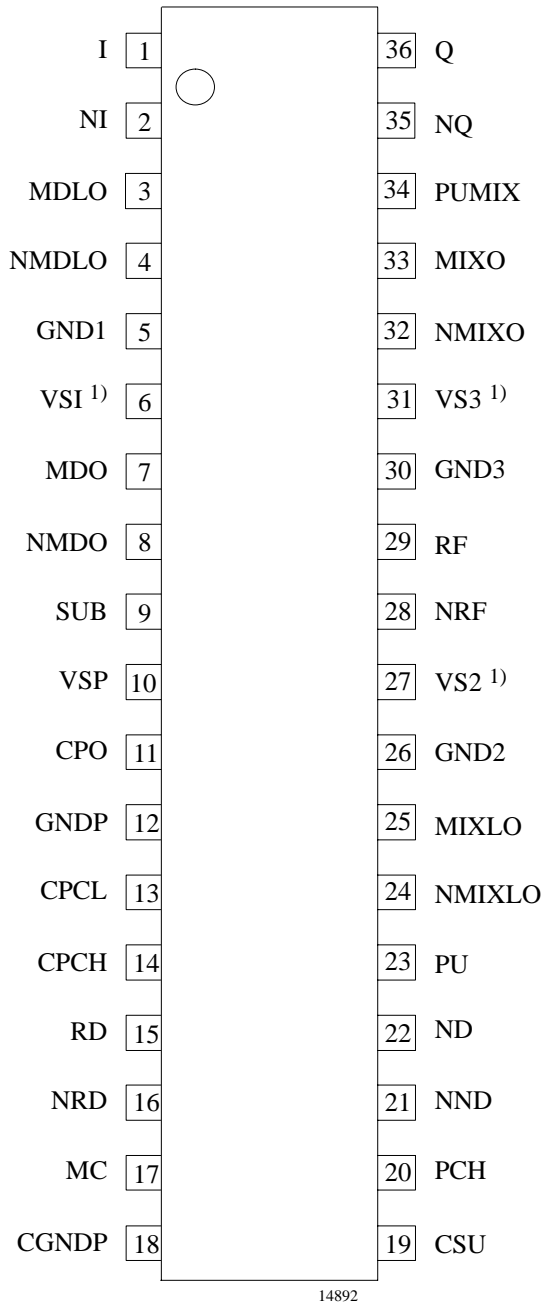 I 1 36 Q
NI 2 35 NQ
MDLO 3 34 PUMIX
NMDLO 4 33 MIXO
GND1 5 32 NMIXO
VSI 1) 6 31 VS3 1)
MDO 7 30 GND3
NMDO 8 29 RF
SUB 9 28 NRF
VSP 10 27 VS2 1)
CPO 11 26 GND2
GNDP 12 25 MIXLO
CPCL 13 24 NMIXLO
CPCH 14 23 PU
RD 15 22 ND
NRD 16 21 NND
MC 17 20 PCH
CGNDP 18 19 CSU
14892